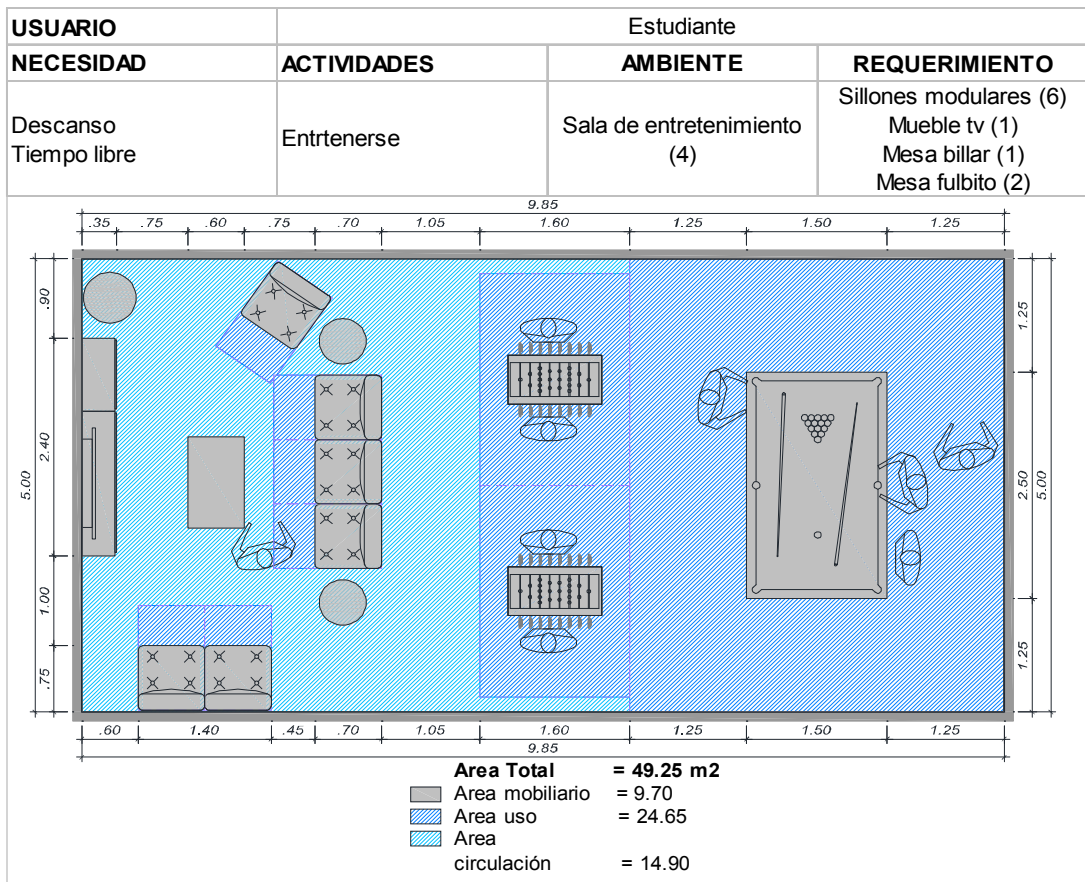 USUARIO Estudiante
NECESIDAD ACTIVIDADES AMBIENTE REQUERIMIENTO
Descanso
Tiempo libre
Entrtenerse
Sala de entretenimiento
(4)
Sillones modulares (6)
Mueble tv (1)
Mesa billar (1)
Mesa fulbito (2)
9.85
.35 .75 .60 .75 .70 1.05 1.60 1.25 1.50 1.25
.90
2.40
5.00
1.00
.75
1.25
2.50
5.00
1.25
.60 1.40 .45 .70 1.05 1.60 1.25 1.50 1.25
9.85
Area Total = 49.25 m2
Area mobiliario = 9.70
Area uso = 24.65
Area
circulación = 14.90